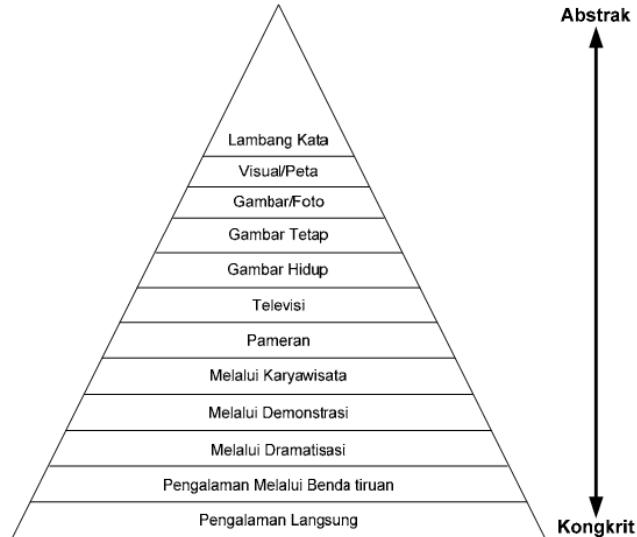 Abstrak
Lambang Kata
Visual/Peta
Gambar/Foto
Gambar Tetap
Gambar Hidup
Televisi
Pameran
Melalui Karyawisata
Melalui Demonstrasi
Melalui Dramatisasi
Pengalaman Melalui Benda tiruan
Pengalaman Langsung
Kongkrit